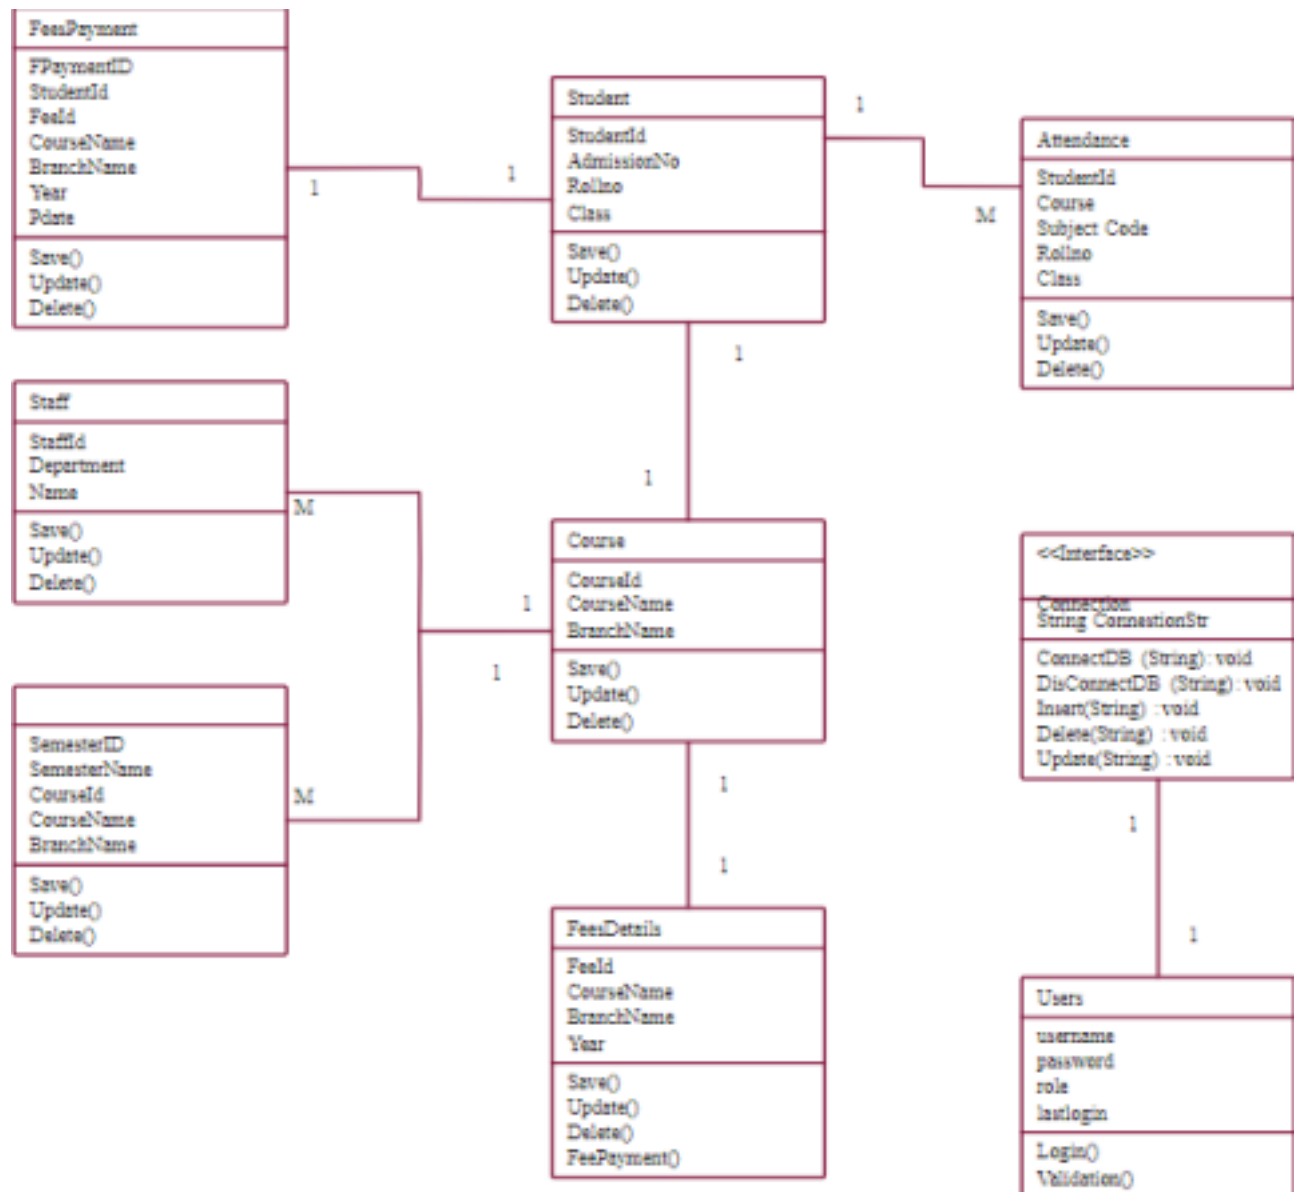 FeesPayment
FPaymentID
StudentId
FeeId
CourseName
BranchName
Year
Pdate
Save()
Update()
Delete()
1
1
Student
StudentId
AdmissionNo
Rollno
Class
Save()
Update()
Delete()
1
M
Attendance
StudentId
Course
Subject Code
Rollno
Class
Save()
Update()
Delete()
1
1
Staff
StaffId
Department
Name
Save()
Update()
Delete()
M
1
1
Course
CourseId
CourseName
BranchName
Save()
Update()
Delete()
<<Interface>>
Connection
String ConnestionStr
ConnectDB (String): void
DisConnectDB (String): void
Insert(String) : void
Delete(String) : void
Update(String) : void
SemesterID
SemesterName
CourseId
CourseName
BranchName
Save()
Update()
Delete()
M
1
1
FeesDetails
FeeId
CourseName
BranchName
Year
Save()
Update()
Delete()
FeePayment()
1
1
Users
username
password
role
lastlogin
Login()
Validation()